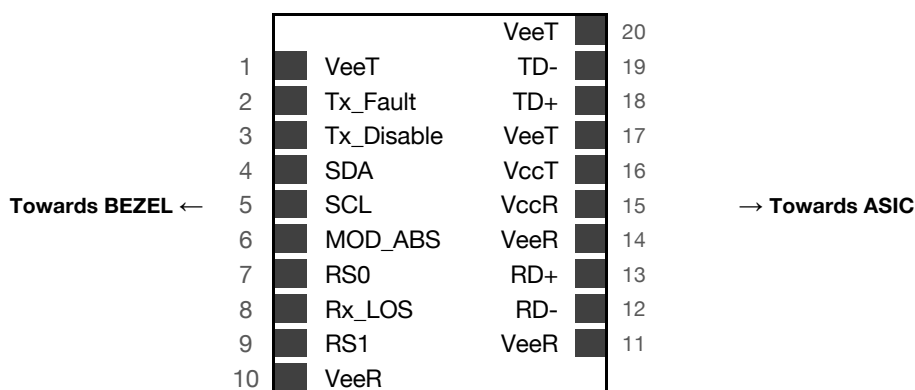 VeeT 20
1 VeeT TD- 19
2 Tx_Fault TD+ 18
3 Tx_Disable VeeT 17
4 SDA VccT 16
Towards BEZEL ← 5 SCL VccR 15 → Towards ASIC
6 MOD_ABS VeeR 14
7 RS0 RD+ 13
8 Rx_LOS RD- 12
9 RS1 VeeR 11
10 VeeR